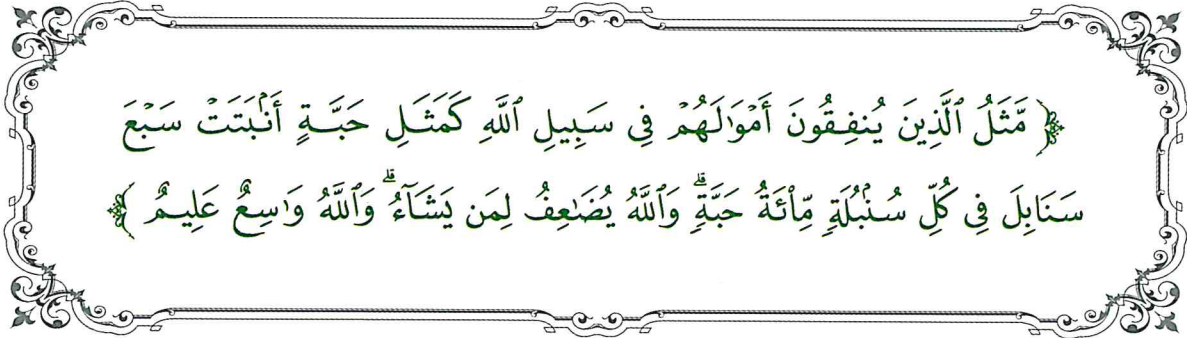 ﴿ مَّثَلُ ٱلَّذِينَ يُنفِقُونَ أَمْوَٰلَهُمْ فِى سَبِيلِ ٱللَّهِ كَمَثَلِ حَبَّةٍ أَنۢبَتَتْ سَبْعَ
سَنَابِلَ فِى كُلِّ سُنۢبُلَةٍ مِّا۟ئَةُ حَبَّةٍ ۗ وَٱللَّهُ يُضَٰعِفُ لِمَن يَشَآءُ ۗ وَٱللَّهُ وَٰسِعٌ عَلِيمٌ ﴾